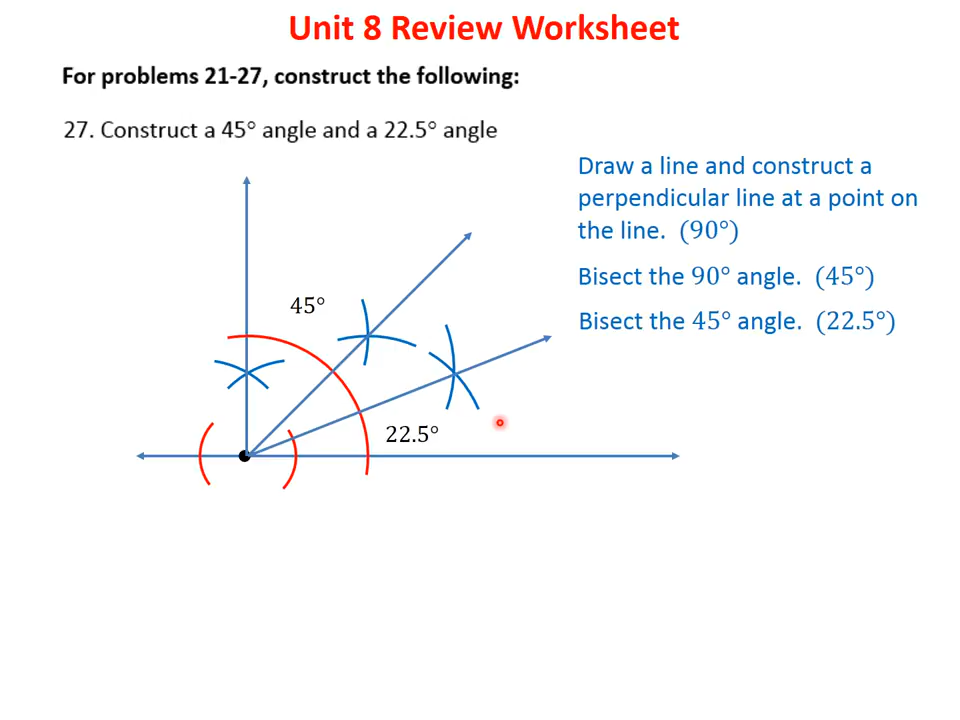 Unit 8 Review Worksheet
For problems 21-27, construct the following:
27. Construct a 45° angle and a 22.5° angle
Draw a line and construct a
perpendicular line at a point on
the line. (90°)
Bisect the 90° angle. (45°)
Bisect the 45° angle. (22.5°)
45°
22.5°